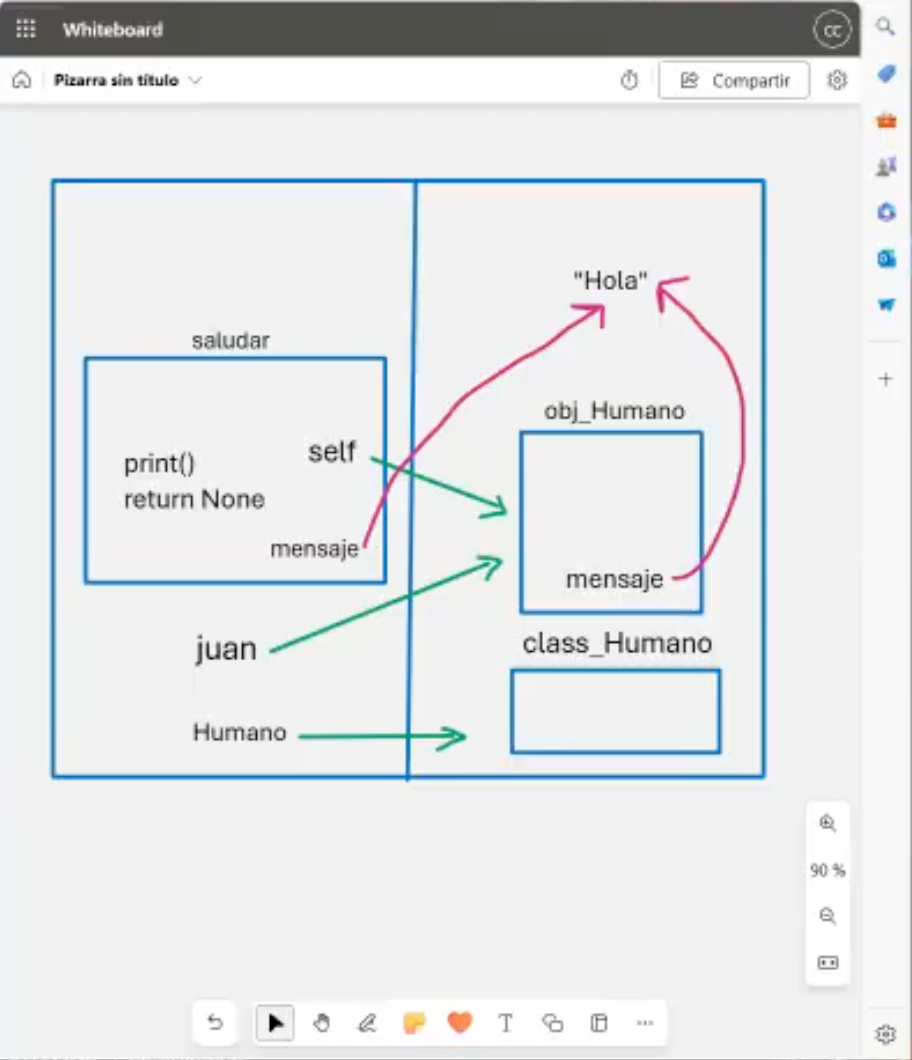 Whiteboard
CC
Pizarra sin título
Compartir
"Hola"
saludar
obj_Humano
print()
self
return None
mensaje
mensaje
juan
class_Humano
Humano
90 %
T